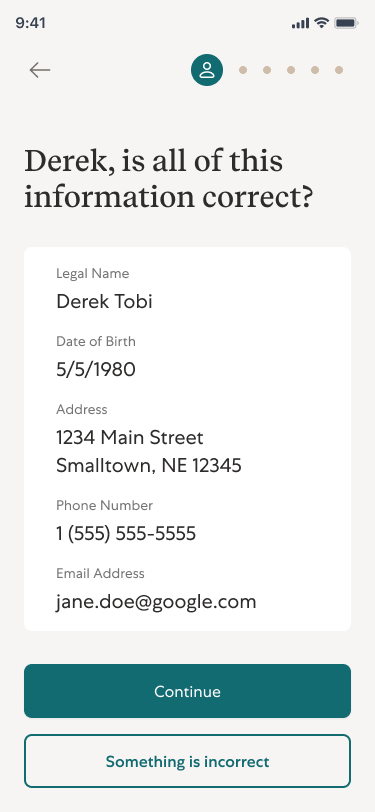 9:41
Derek, is all of this
information correct?
Legal Name
Derek Tobi
Date of Birth
5/5/1980
Address
1234 Main Street
Smalltown, NE 12345
Phone Number
1 (555) 555-5555
Email Address
jane.doe@google.com
Continue
Something is incorrect